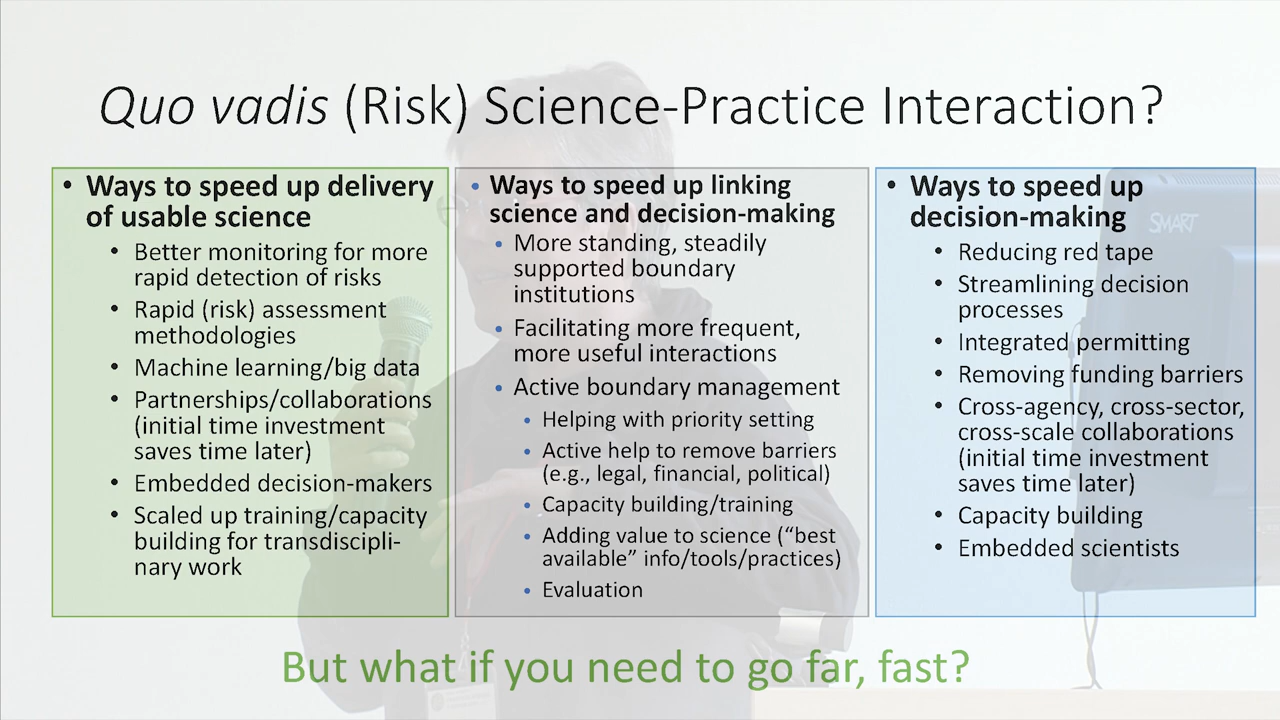 Quo vadis (Risk) Science-Practice Interaction?
• Ways to speed up delivery
of usable science
• Better monitoring for more
rapid detection of risks
• Rapid (risk) assessment
methodologies
• Machine learning/big data
• Partnerships/collaborations
(initial time investment
saves time later)
• Embedded decision-makers
• Scaled up training/capacity
building for transdiscipli-
nary work
• Ways to speed up linking
science and decision-making
• More standing, steadily
supported boundary
institutions
• Facilitating more frequent,
more useful interactions
• Active boundary management
• Helping with priority setting
• Active help to remove barriers
(e.g., legal, financial, political)
• Capacity building/training
• Adding value to science (“best
available” info/tools/practices)
• Evaluation
• Ways to speed up
decision-making
• Reducing red tape
• Streamlining decision
processes
• Integrated permitting
• Removing funding barriers
• Cross-agency, cross-sector,
cross-scale collaborations
(initial time investment
saves time later)
• Capacity building
• Embedded scientists
SMART
But what if you need to go far, fast?